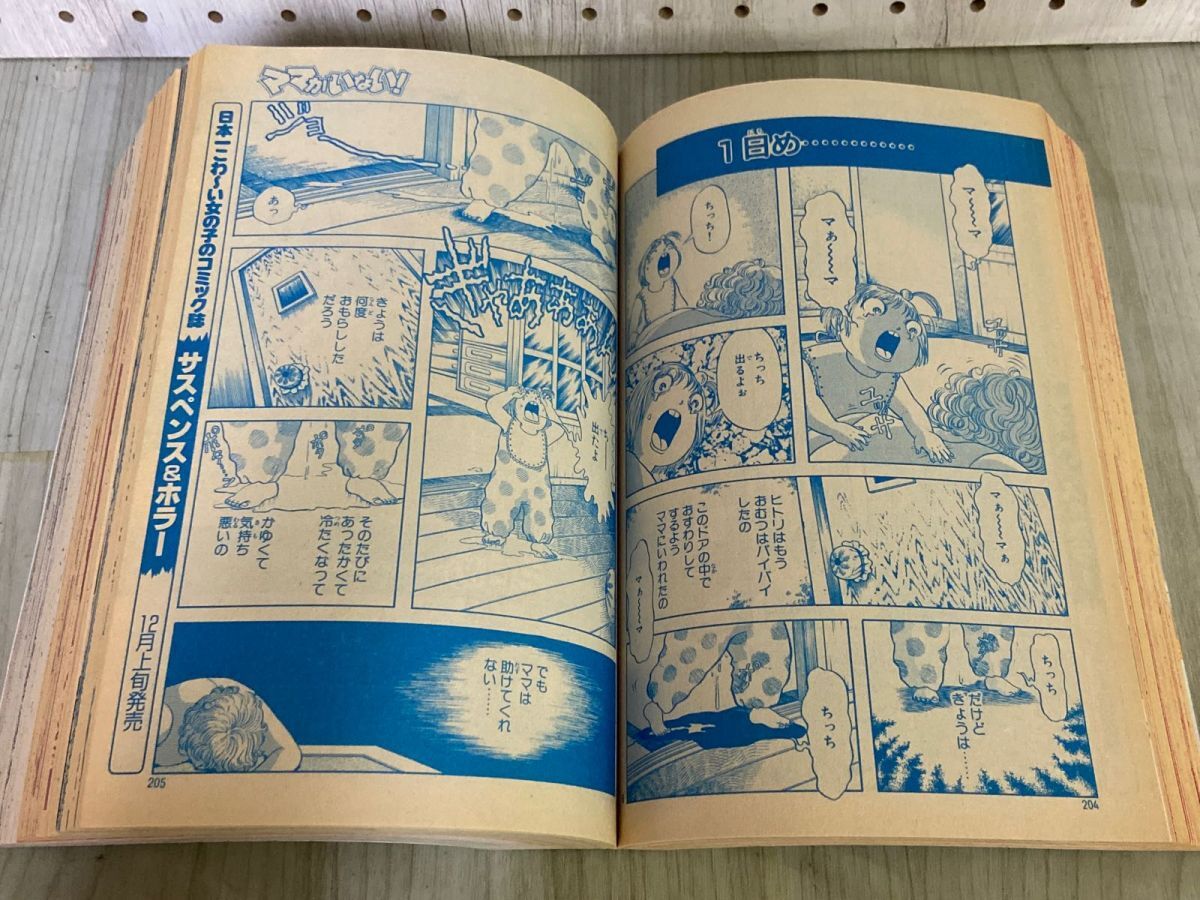 1日め…………
マ〜〜〜マ
マぁ〜〜〜マ
ユッサ
ユッサ
ちっち!
ちっち
出るよぉ
マぁ〜〜マぁ
ヒトリはもう
おむつはバイバイ
したの
このドアの中で
おすわりして
するよう
ママにいわれたの
マぁ〜〜〜マ
ちっち
だけど
きょうは……
ちっち
204
ママがいない!
ジョ
あっ
出たよ
きょうは
何度
おもらしした
だろう
そのたびに
あったかくて
冷たくなって
かゆくて
気持ち
悪いの
でも
ママは
助けてくれ
ない……
日本一こわ〜い女の子のコミック誌 サスペンス&ホラー
12月上旬発売
205